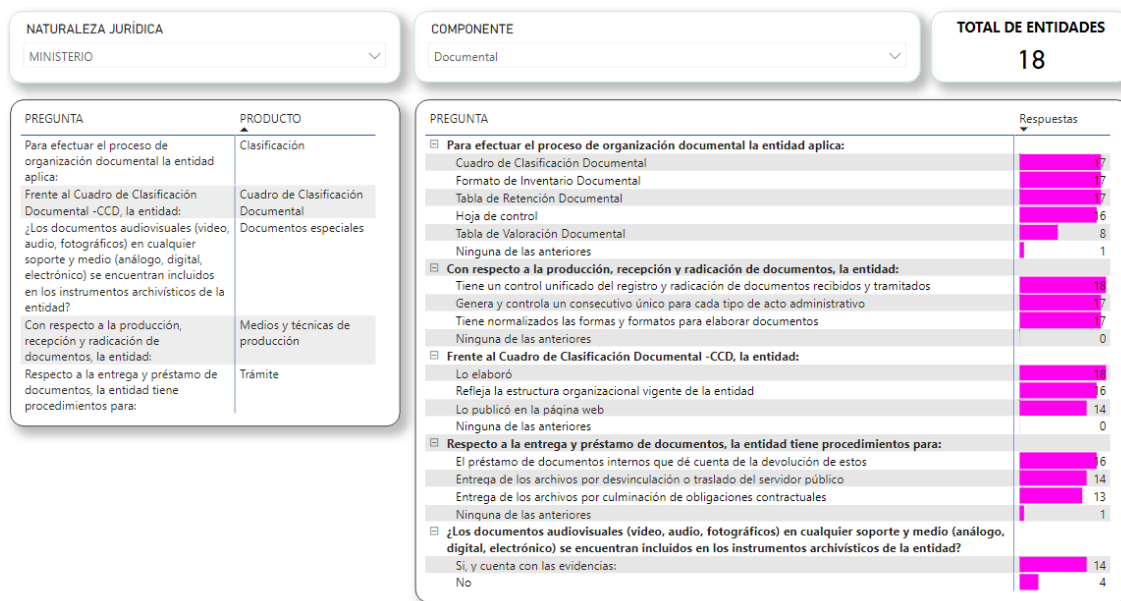 NATURALEZA JURÍDICA
MINISTERIO
COMPONENTE
Documental
TOTAL DE ENTIDADES
18
PREGUNTA PRODUCTO
Para efectuar el proceso de Clasificación
organización documental la entidad
aplica:
Frente al Cuadro de Clasificación Cuadro de Clasificación
Documental -CCD, la entidad: Documental
¿Los documentos audiovisuales (video, Documentos especiales
audio, fotográficos) en cualquier
soporte y medio (análogo, digital,
electrónico) se encuentran incluidos
en los instrumentos archivísticos de la
entidad?
Con respecto a la producción, Medios y técnicas de
recepción y radicación de producción
documentos, la entidad:
Respecto a la entrega y préstamo de Trámite
documentos, la entidad tiene
procedimientos para:
PREGUNTA Respuestas
Para efectuar el proceso de organización documental la entidad aplica:
Cuadro de Clasificación Documental 17
Formato de Inventario Documental 17
Tabla de Retención Documental 17
Hoja de control 16
Tabla de Valoración Documental 8
Ninguna de las anteriores 1
Con respecto a la producción, recepción y radicación de documentos, la entidad:
Tiene un control unificado del registro y radicación de documentos recibidos y tramitados 18
Genera y controla un consecutivo único para cada tipo de acto administrativo 17
Tiene normalizados las formas y formatos para elaborar documentos 17
Ninguna de las anteriores 0
Frente al Cuadro de Clasificación Documental -CCD, la entidad:
Lo elaboró 18
Refleja la estructura organizacional vigente de la entidad 16
Lo publicó en la página web 14
Ninguna de las anteriores 0
Respecto a la entrega y préstamo de documentos, la entidad tiene procedimientos para:
El préstamo de documentos internos que dé cuenta de la devolución de estos 16
Entrega de los archivos por desvinculación o traslado del servidor público 14
Entrega de los archivos por culminación de obligaciones contractuales 13
Ninguna de las anteriores 1
¿Los documentos audiovisuales (video, audio, fotográficos) en cualquier soporte y medio (análogo,
digital, electrónico) se encuentran incluidos en los instrumentos archivísticos de la entidad?
Si, y cuenta con las evidencias: 14
No 4